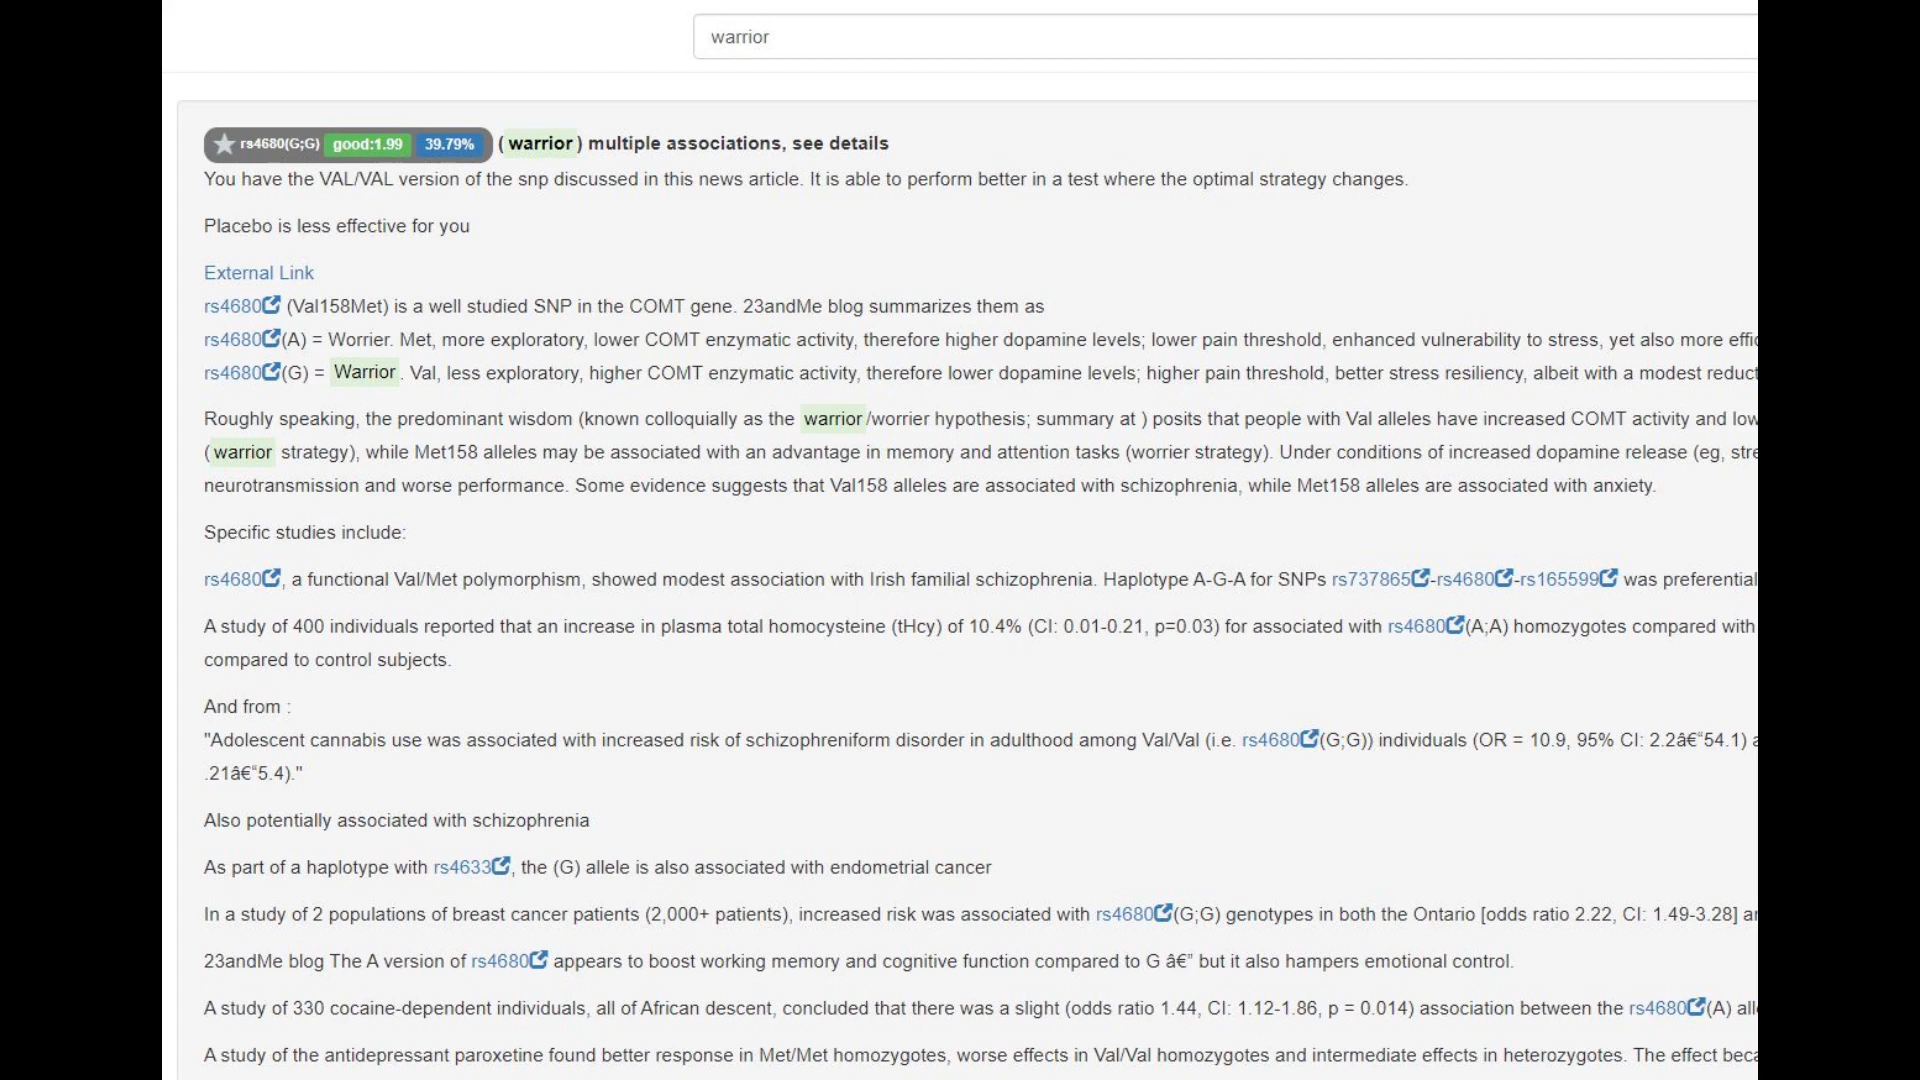 warrior
rs4680(G;G) good:1.99 39.79% (warrior) multiple associations, see details
You have the VAL/VAL version of the snp discussed in this news article. It is able to perform better in a test where the optimal strategy changes.
Placebo is less effective for you
External Link
rs4680 (Val158Met) is a well studied SNP in the COMT gene. 23andMe blog summarizes them as
rs4680(A) = Worrier. Met, more exploratory, lower COMT enzymatic activity, therefore higher dopamine levels; lower pain threshold, enhanced vulnerability to stress, yet also more effic
rs4680(G) = Warrior. Val, less exploratory, higher COMT enzymatic activity, therefore lower dopamine levels; higher pain threshold, better stress resiliency, albeit with a modest reduct
Roughly speaking, the predominant wisdom (known colloquially as the warrior/worrier hypothesis; summary at ) posits that people with Val alleles have increased COMT activity and low
(warrior strategy), while Met158 alleles may be associated with an advantage in memory and attention tasks (worrier strategy). Under conditions of increased dopamine release (eg, stre
neurotransmission and worse performance. Some evidence suggests that Val158 alleles are associated with schizophrenia, while Met158 alleles are associated with anxiety.
Specific studies include:
rs4680, a functional Val/Met polymorphism, showed modest association with Irish familial schizophrenia. Haplotype A-G-A for SNPs rs737865-rs4680-rs165599 was preferential
A study of 400 individuals reported that an increase in plasma total homocysteine (tHcy) of 10.4% (CI: 0.01-0.21, p=0.03) for associated with rs4680(A;A) homozygotes compared with
compared to control subjects.
And from :
"Adolescent cannabis use was associated with increased risk of schizophreniform disorder in adulthood among Val/Val (i.e. rs4680(G;G)) individuals (OR = 10.9, 95% CI: 2.2â€“54.1) a
.21â€“5.4)."
Also potentially associated with schizophrenia
As part of a haplotype with rs4633, the (G) allele is also associated with endometrial cancer
In a study of 2 populations of breast cancer patients (2,000+ patients), increased risk was associated with rs4680(G;G) genotypes in both the Ontario [odds ratio 2.22, CI: 1.49-3.28] ar
23andMe blog The A version of rs4680 appears to boost working memory and cognitive function compared to G â€” but it also hampers emotional control.
A study of 330 cocaine-dependent individuals, all of African descent, concluded that there was a slight (odds ratio 1.44, CI: 1.12-1.86, p = 0.014) association between the rs4680(A) all
A study of the antidepressant paroxetine found better response in Met/Met homozygotes, worse effects in Val/Val homozygotes and intermediate effects in heterozygotes. The effect beca